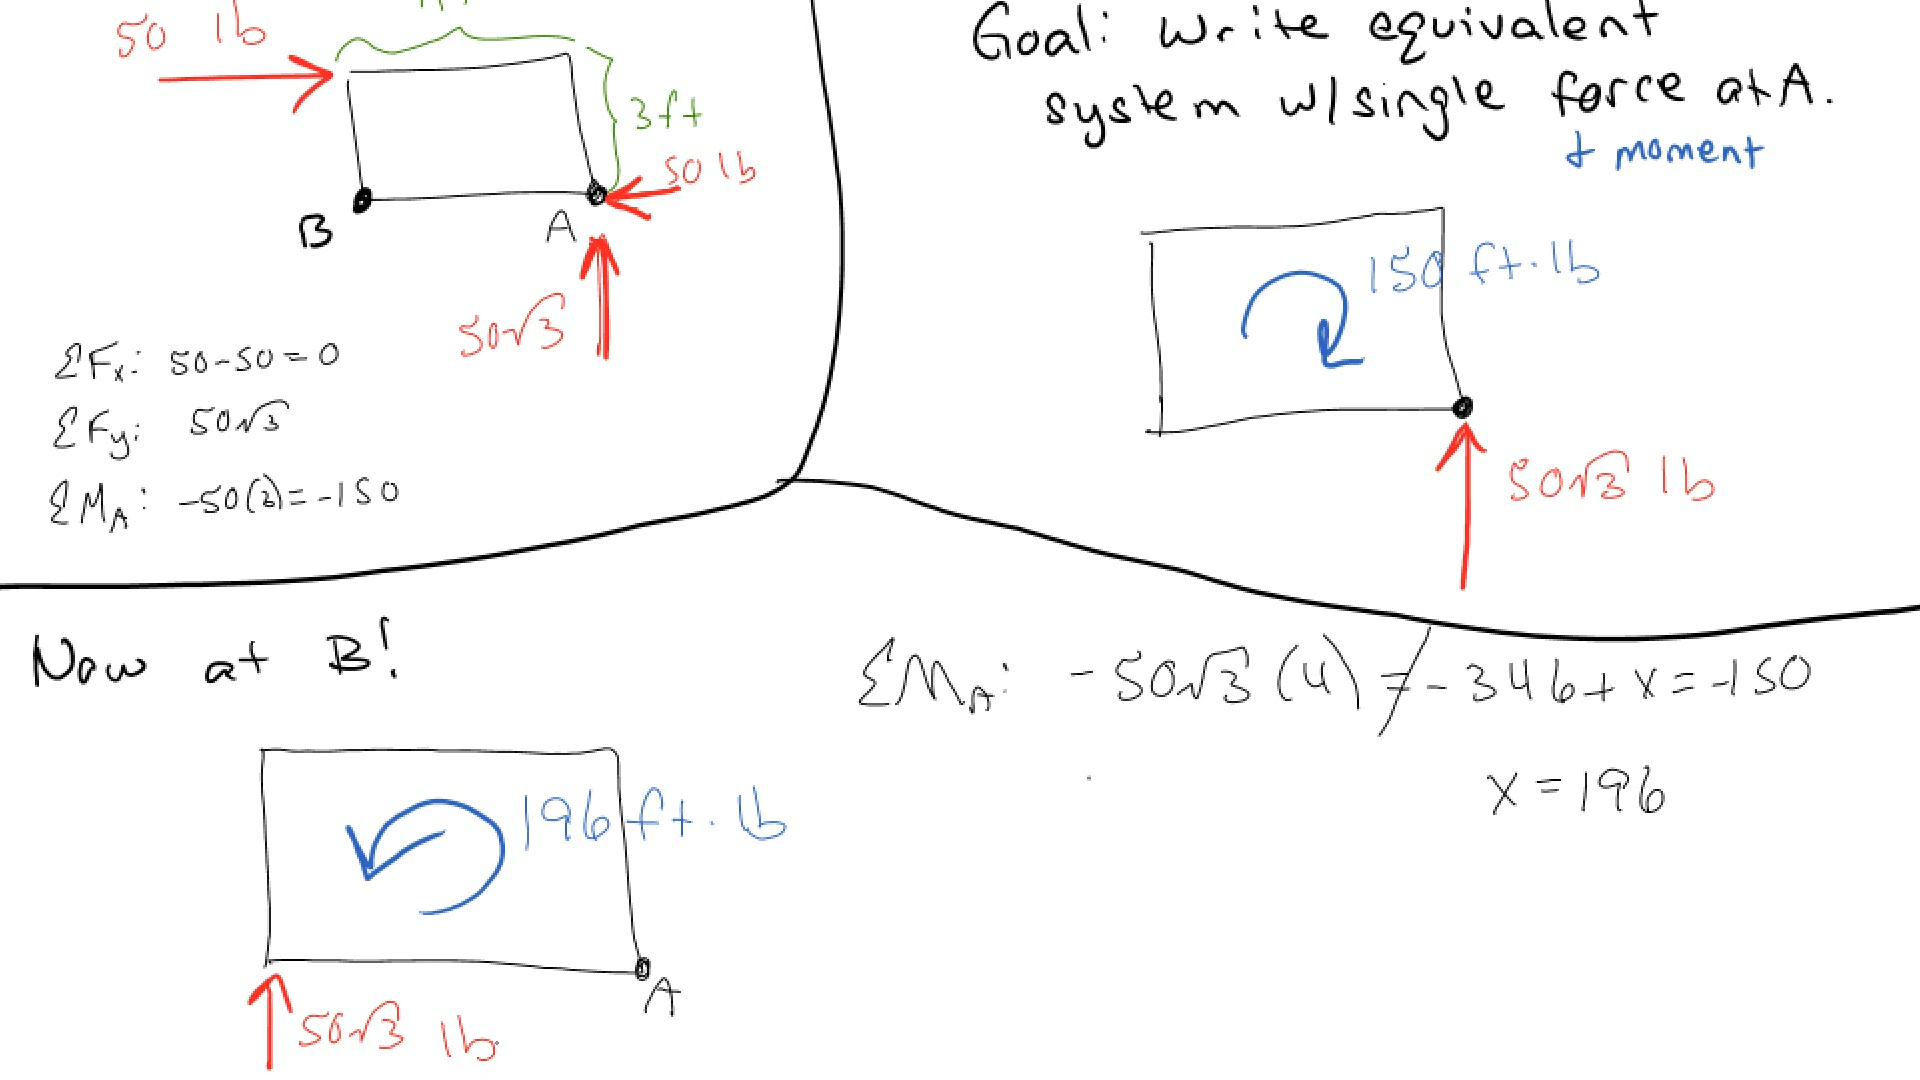 50 lb
3ft
50 lb
B
A
50√3
ΣFx: 50-50=0
ΣFy: 50√3
ΣMA: -50(3)=-150
Goal: Write equivalent
system w/single force at A.
+ moment
150 ft·lb
50√3 lb
Now at B!
196 ft·lb
A
50√3 lb
ΣMA: -50√3(4) = -346+x=-150
x=196